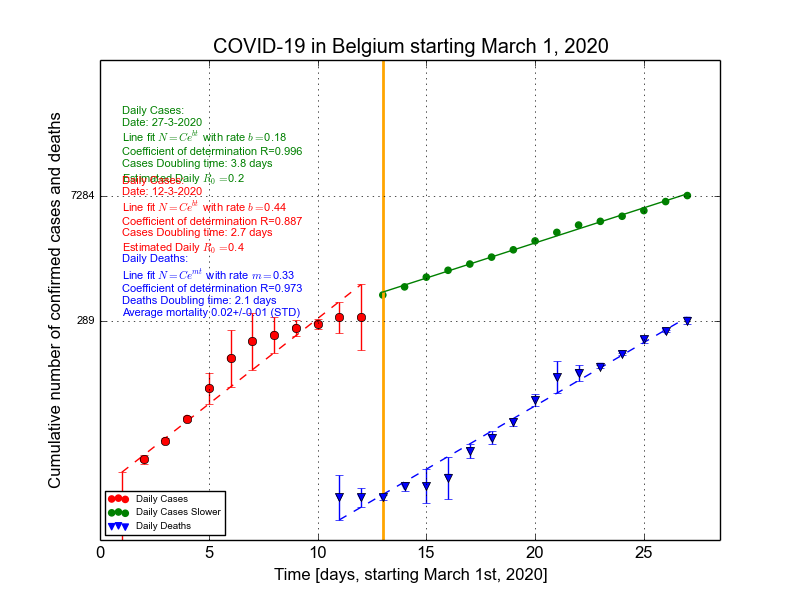 COVID-19 in Belgium starting March 1, 2020
Cumulative number of confirmed cases and deaths
Daily Cases:
Date: 27-3-2020
Line fit N=Ce^{bt} with rate b=0.18
Coefficient of determination R=0.996
Cases Doubling time: 3.8 days
Estimated Daily R_0=0.2
Daily Cases:
Date: 12-3-2020
Line fit N=Ce^{bt} with rate b=0.44
Coefficient of determination R=0.887
Cases Doubling time: 2.7 days
Estimated Daily R_0=0.4
Daily Deaths:
Line fit N=Ce^{mt} with rate m=0.33
Coefficient of determination R=0.973
Deaths Doubling time: 2.1 days
Average mortality 0.02+/-0.01 (STD)
7284
289
Daily Cases
Daily Cases Slower
Daily Deaths
0 5 10 15 20 25
Time [days, starting March 1st, 2020]